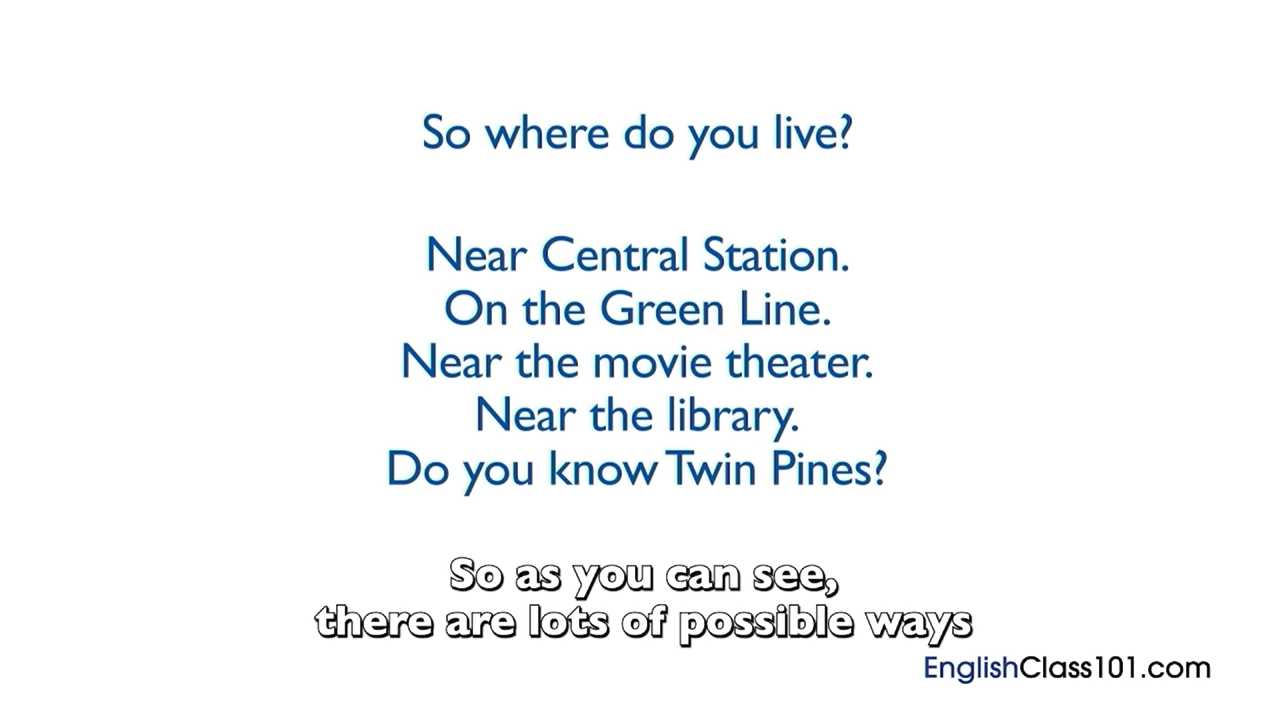 So where do you live?
Near Central Station.
On the Green Line.
Near the movie theater.
Near the library.
Do you know Twin Pines?
So as you can see,
there are lots of possible ways
EnglishClass101.com